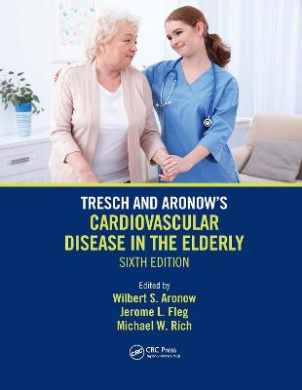 TRESCH AND ARONOW'S
CARDIOVASCULAR
DISEASE IN THE ELDERLY
SIXTH EDITION
Edited by
Wilbert S. Aronow
Jerome L. Fleg
Michael W. Rich
CRC Press